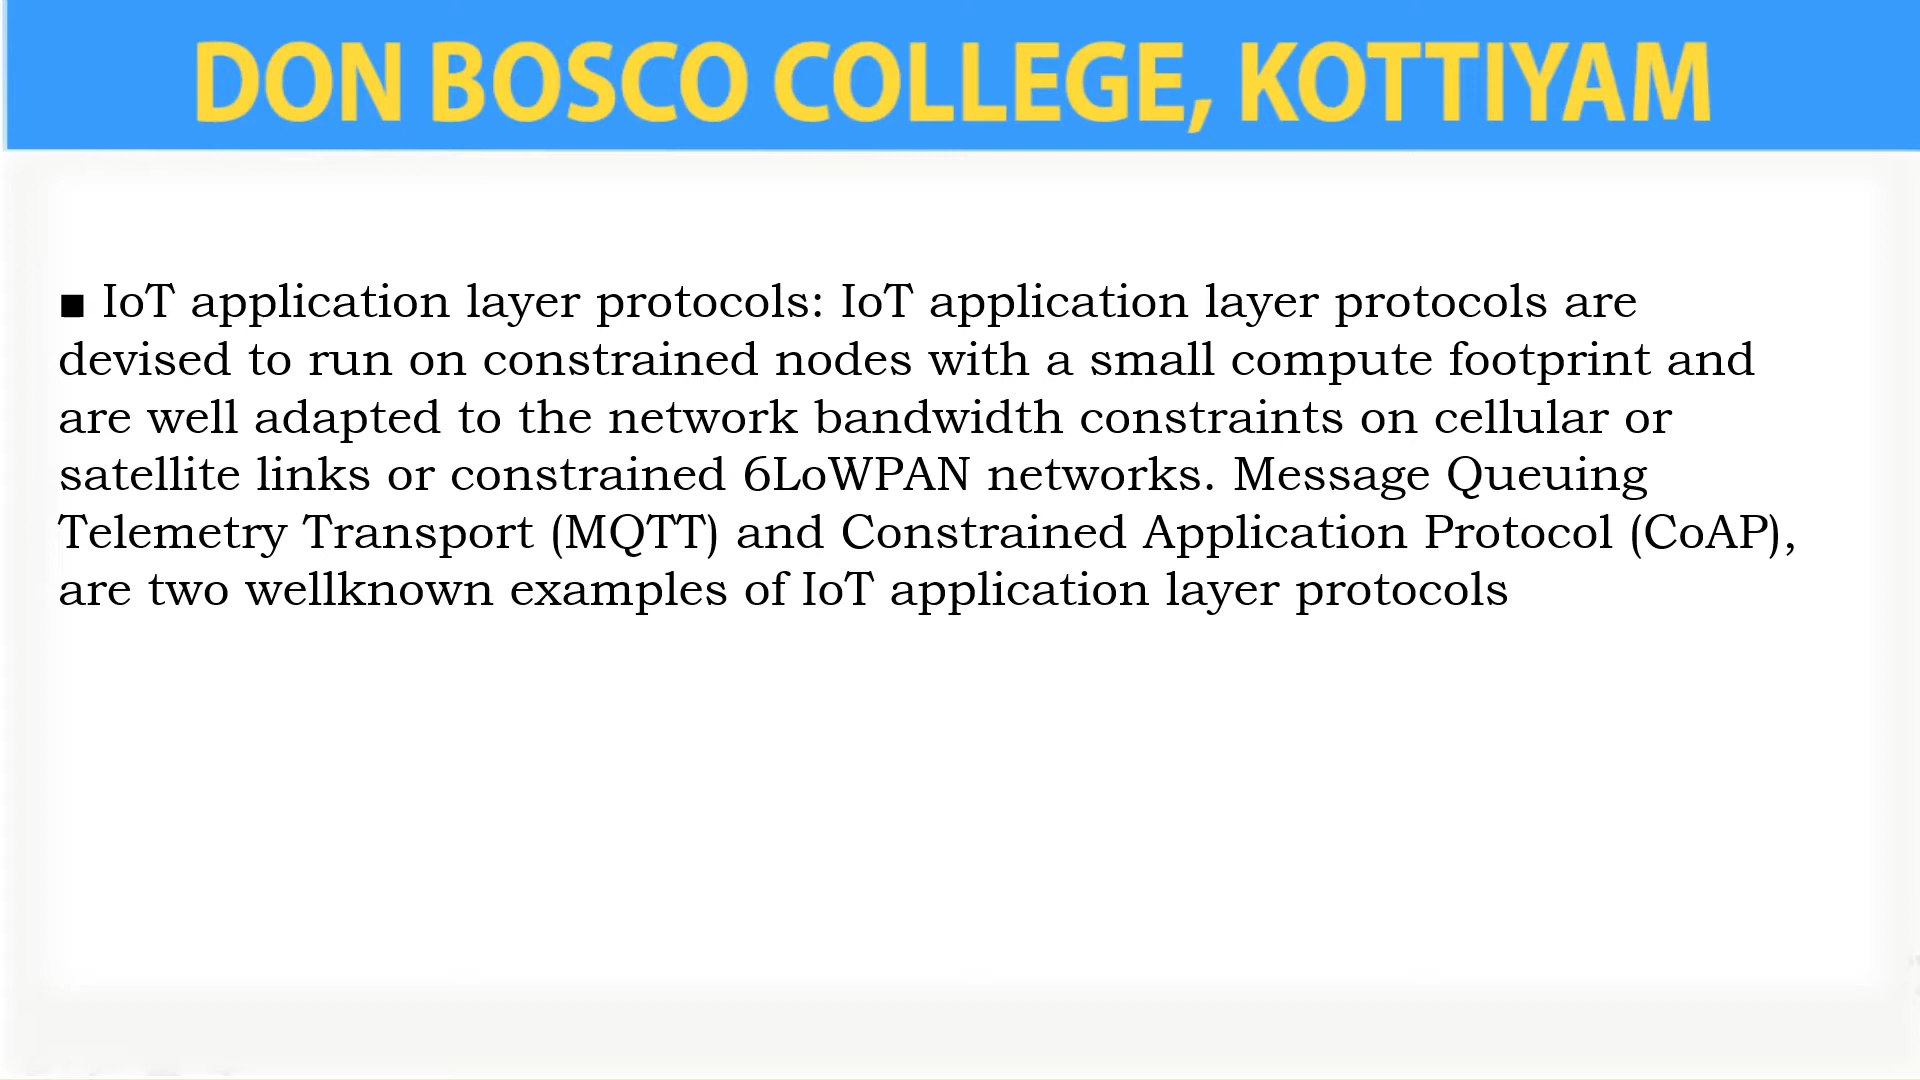 DON BOSCO COLLEGE, KOTTIYAM
▪ IoT application layer protocols: IoT application layer protocols are
devised to run on constrained nodes with a small compute footprint and
are well adapted to the network bandwidth constraints on cellular or
satellite links or constrained 6LoWPAN networks. Message Queuing
Telemetry Transport (MQTT) and Constrained Application Protocol (CoAP),
are two wellknown examples of IoT application layer protocols